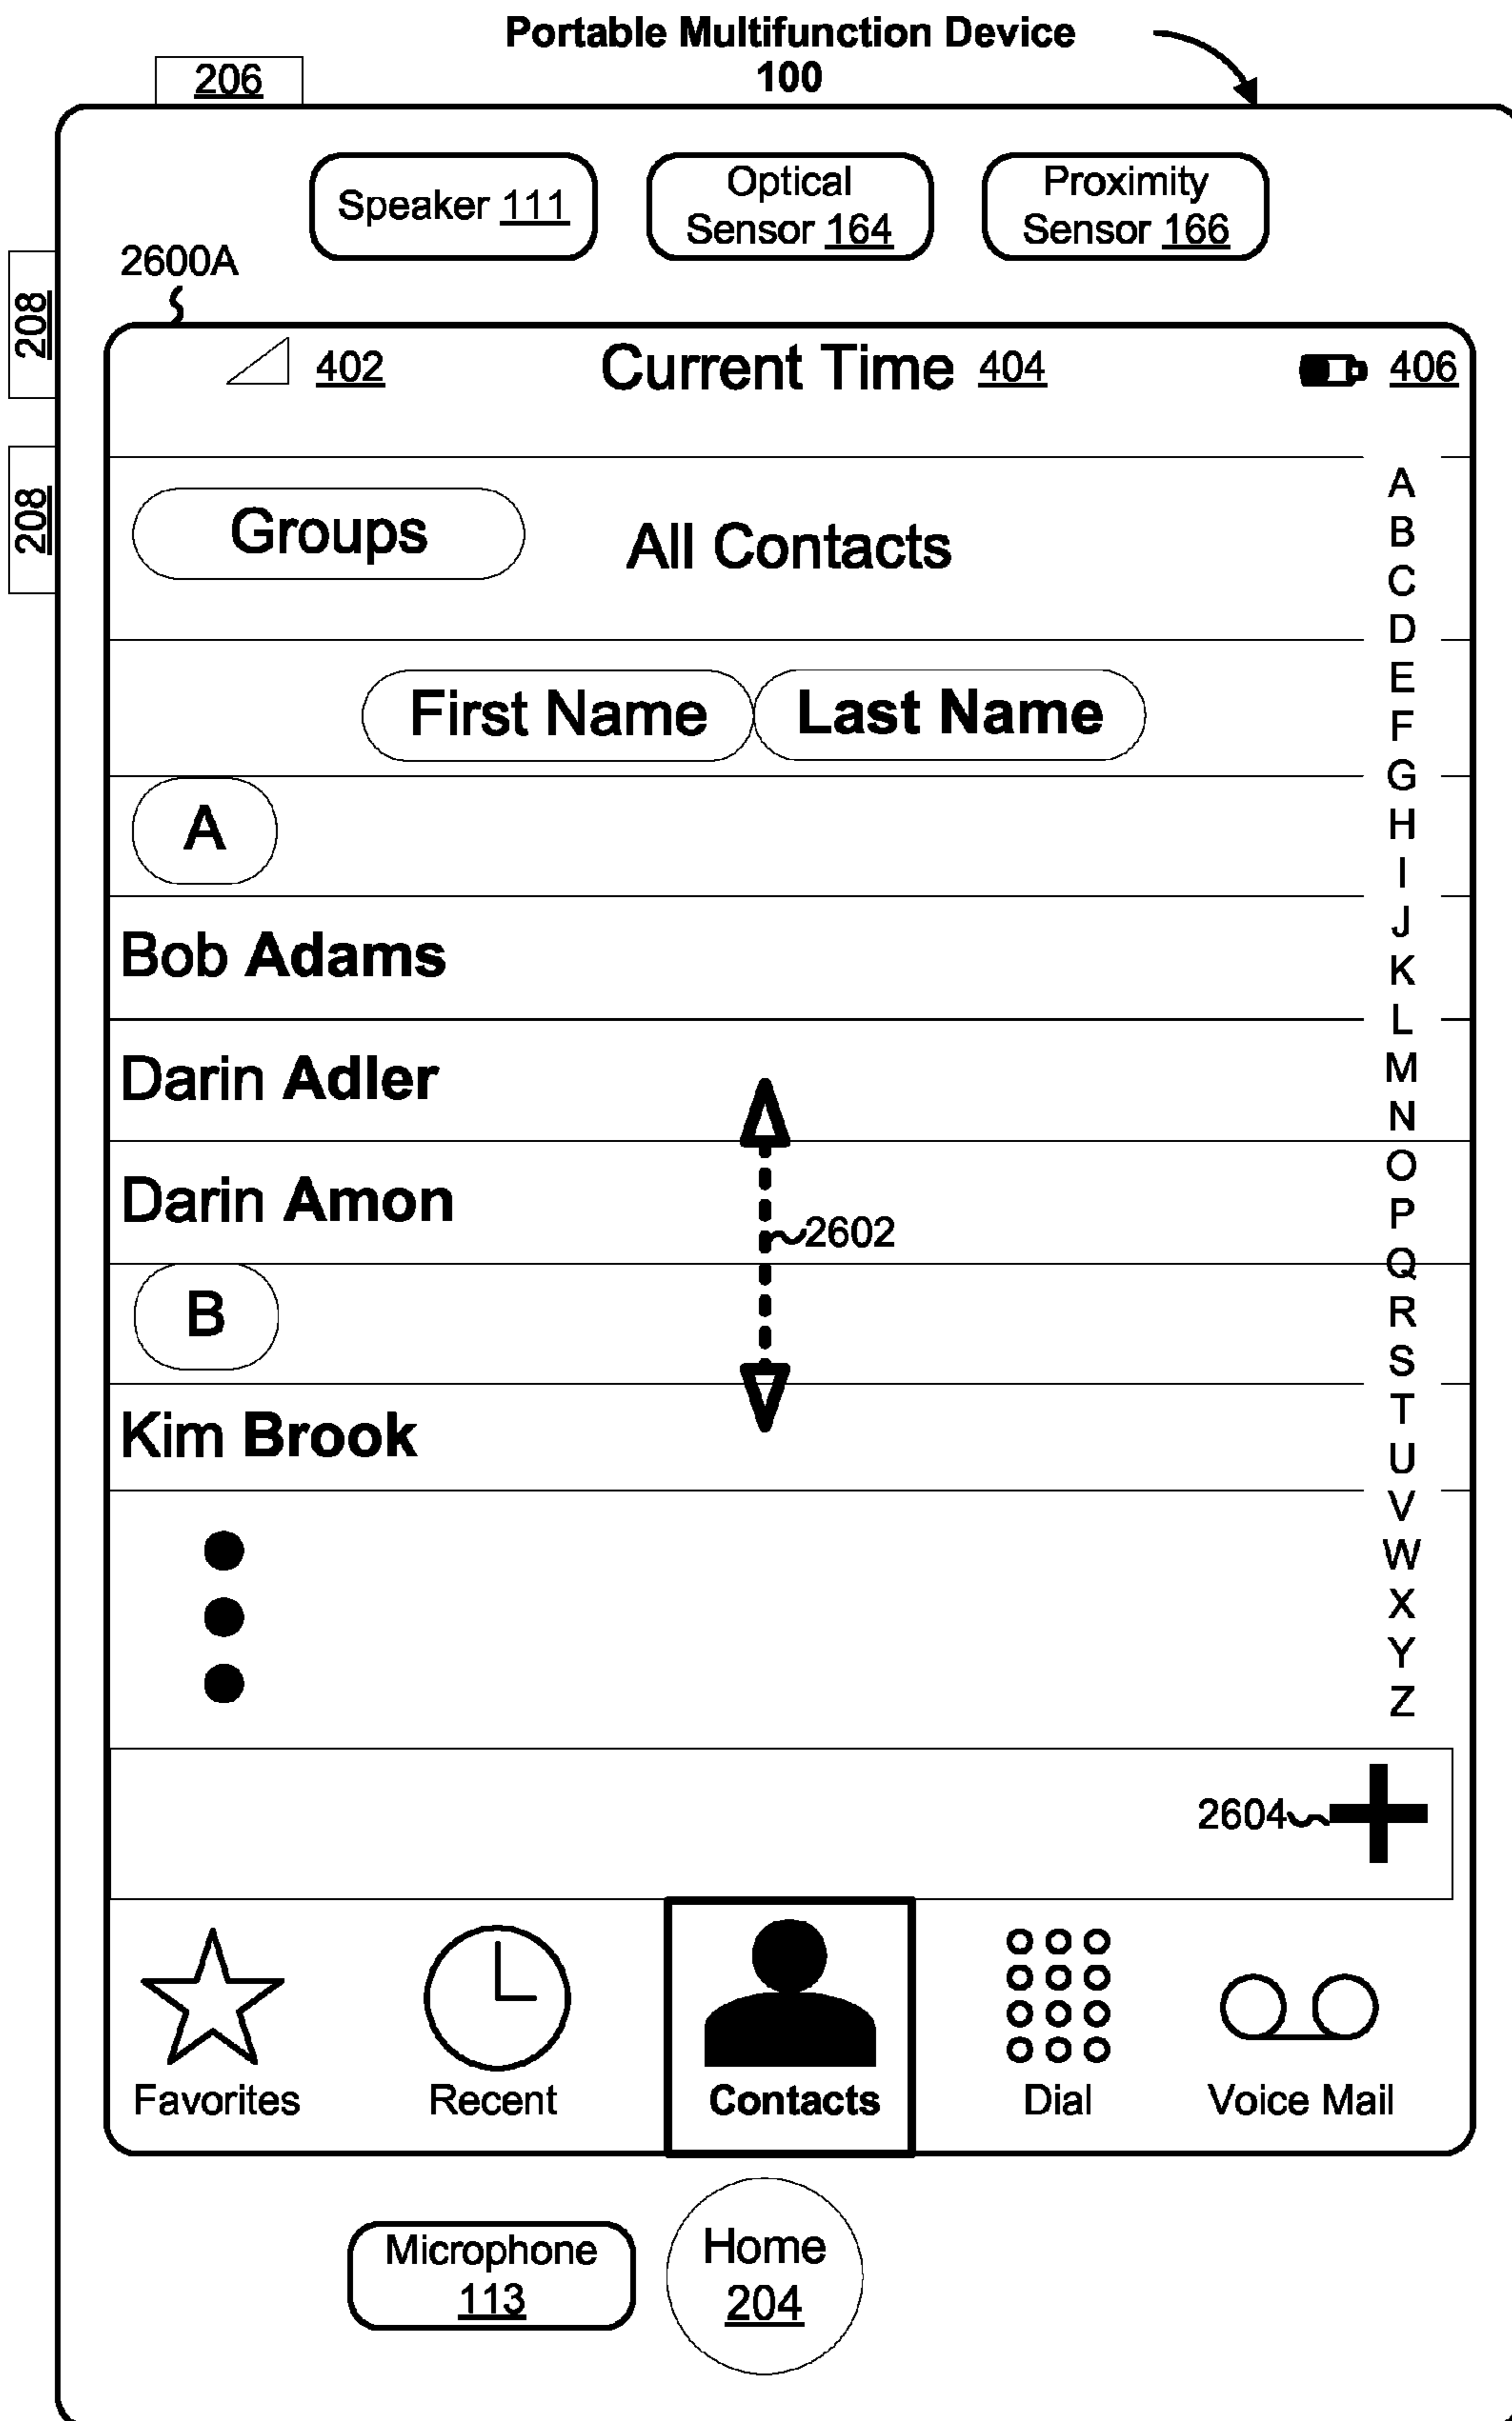 Portable Multifunction Device
100
206
Speaker 111
Optical
Sensor 164
Proximity
Sensor 166
2600A
208
208
402
Current Time 404
406
Groups
All Contacts
First Name
Last Name
A
Bob Adams
Darin Adler
Darin Amon
2602
B
Kim Brook
A
B
C
D
E
F
G
H
I
J
K
L
M
N
O
P
Q
R
S
T
U
V
W
X
Y
Z
2604
Favorites
Recent
Contacts
Dial
Voice Mail
Microphone
113
Home
204